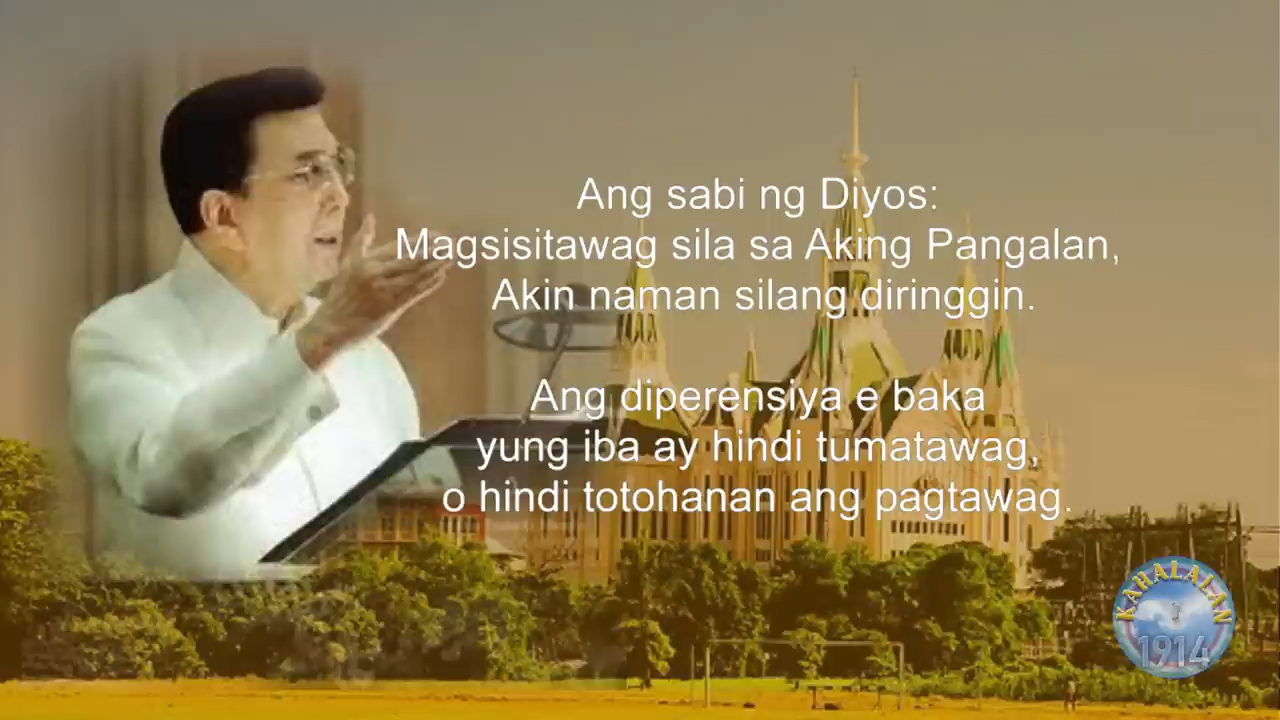 Ang sabi ng Diyos:
Magsisitawag sila sa Aking Pangalan,
Akin naman silang diringgin.
Ang diperensiya e baka
yung iba ay hindi tumatawag,
o hindi totohanan ang pagtawag.
KAHALALAN
1914